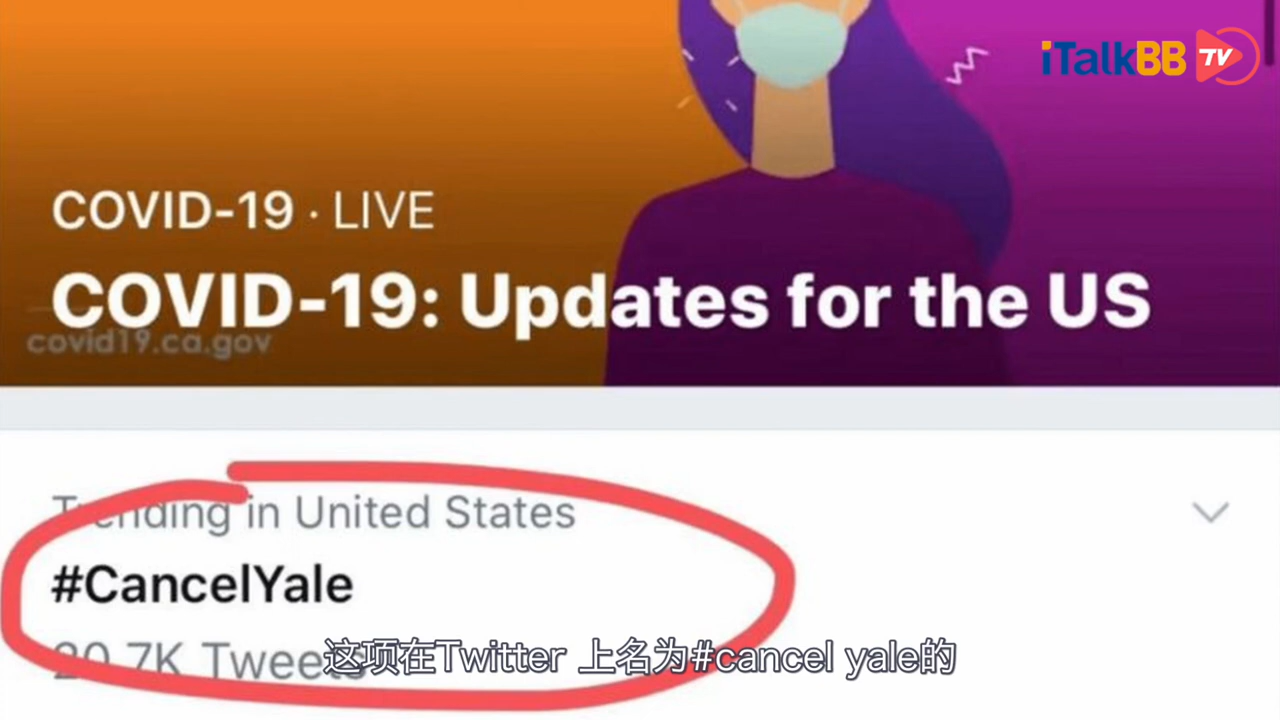 iTalkBB TV
COVID-19 · LIVE
COVID-19: Updates for the US
covid19.ca.gov
Trending in United States
#CancelYale
20.7K Tweets
这项在Twitter 上名为#cancel yale的